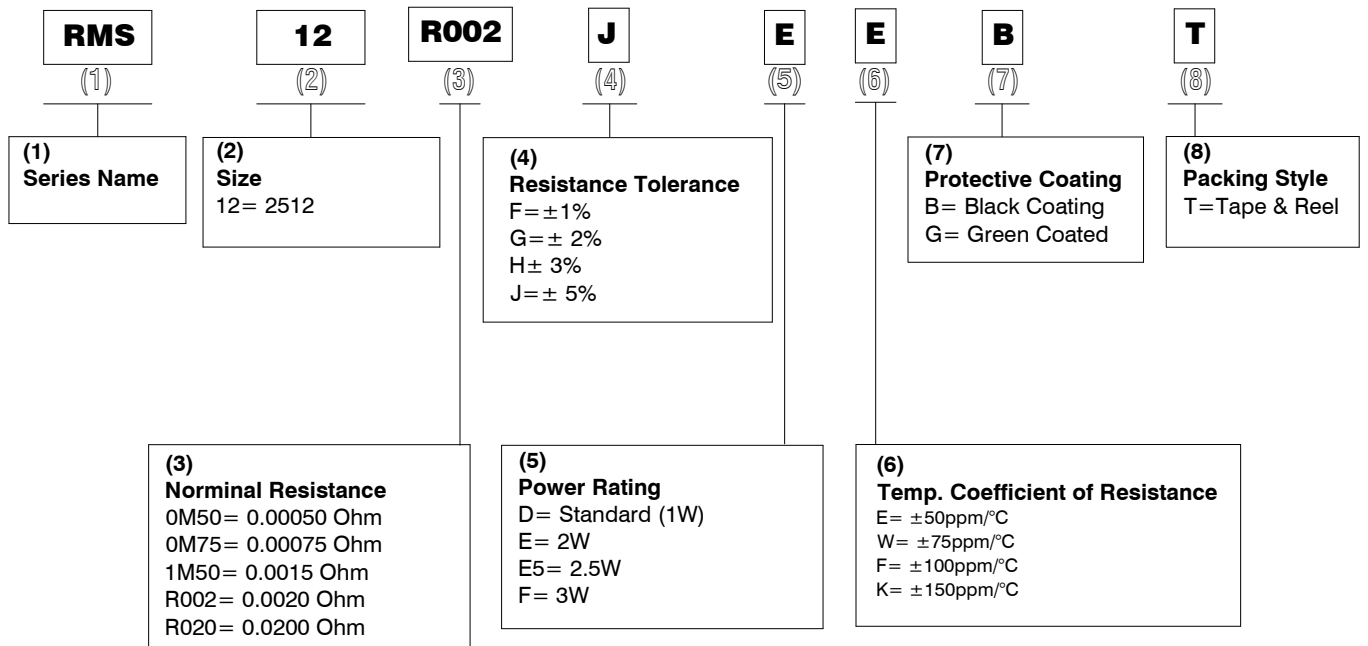 RMS 12 R002 J E E B T
(1) (2) (3) (4) (5) (6) (7) (8)
(1)
Series Name
(2)
Size
12= 2512
(4)
Resistance Tolerance
F=±1%
G=± 2%
H± 3%
J=± 5%
(7)
Protective Coating
B= Black Coating
G= Green Coated
(8)
Packing Style
T=Tape & Reel
(3)
Norminal Resistance
0M50= 0.00050 Ohm
0M75= 0.00075 Ohm
1M50= 0.0015 Ohm
R002= 0.0020 Ohm
R020= 0.0200 Ohm
(5)
Power Rating
D= Standard (1W)
E= 2W
E5= 2.5W
F= 3W
(6)
Temp. Coefficient of Resistance
E= ±50ppm/°C
W= ±75ppm/°C
F= ±100ppm/°C
K= ±150ppm/°C